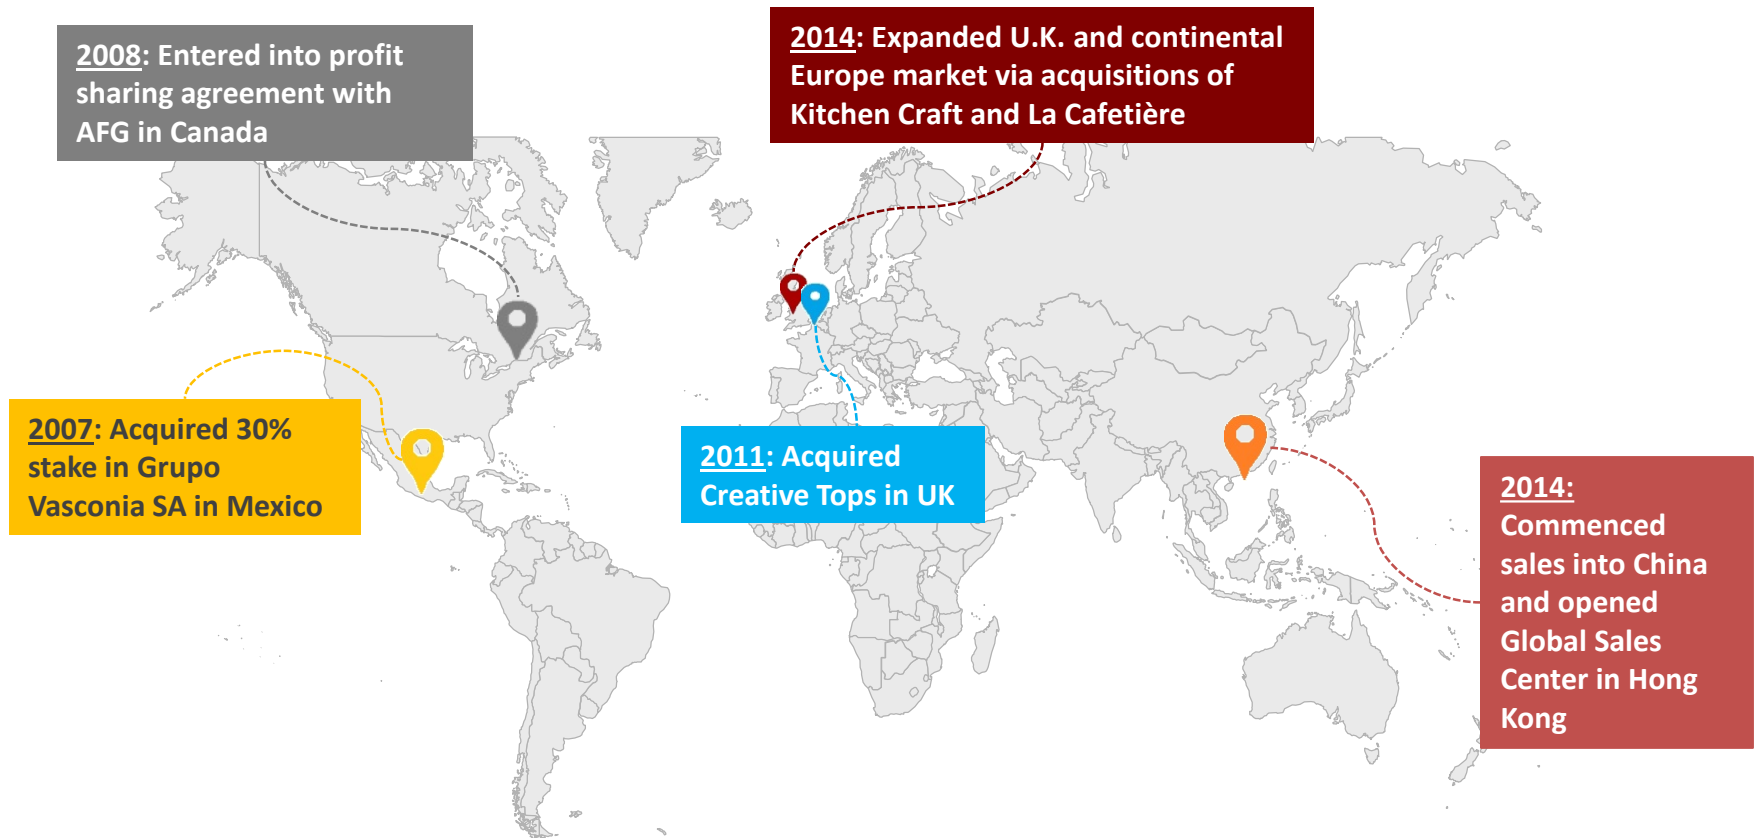 2008: Entered into profit
sharing agreement with
AFG in Canada
2014: Expanded U.K. and continental
Europe market via acquisitions of
Kitchen Craft and La Cafetière
2007: Acquired 30%
stake in Grupo
Vasconia SA in Mexico
2011: Acquired
Creative Tops in UK
2014:
Commenced
sales into China
and opened
Global Sales
Center in Hong
Kong